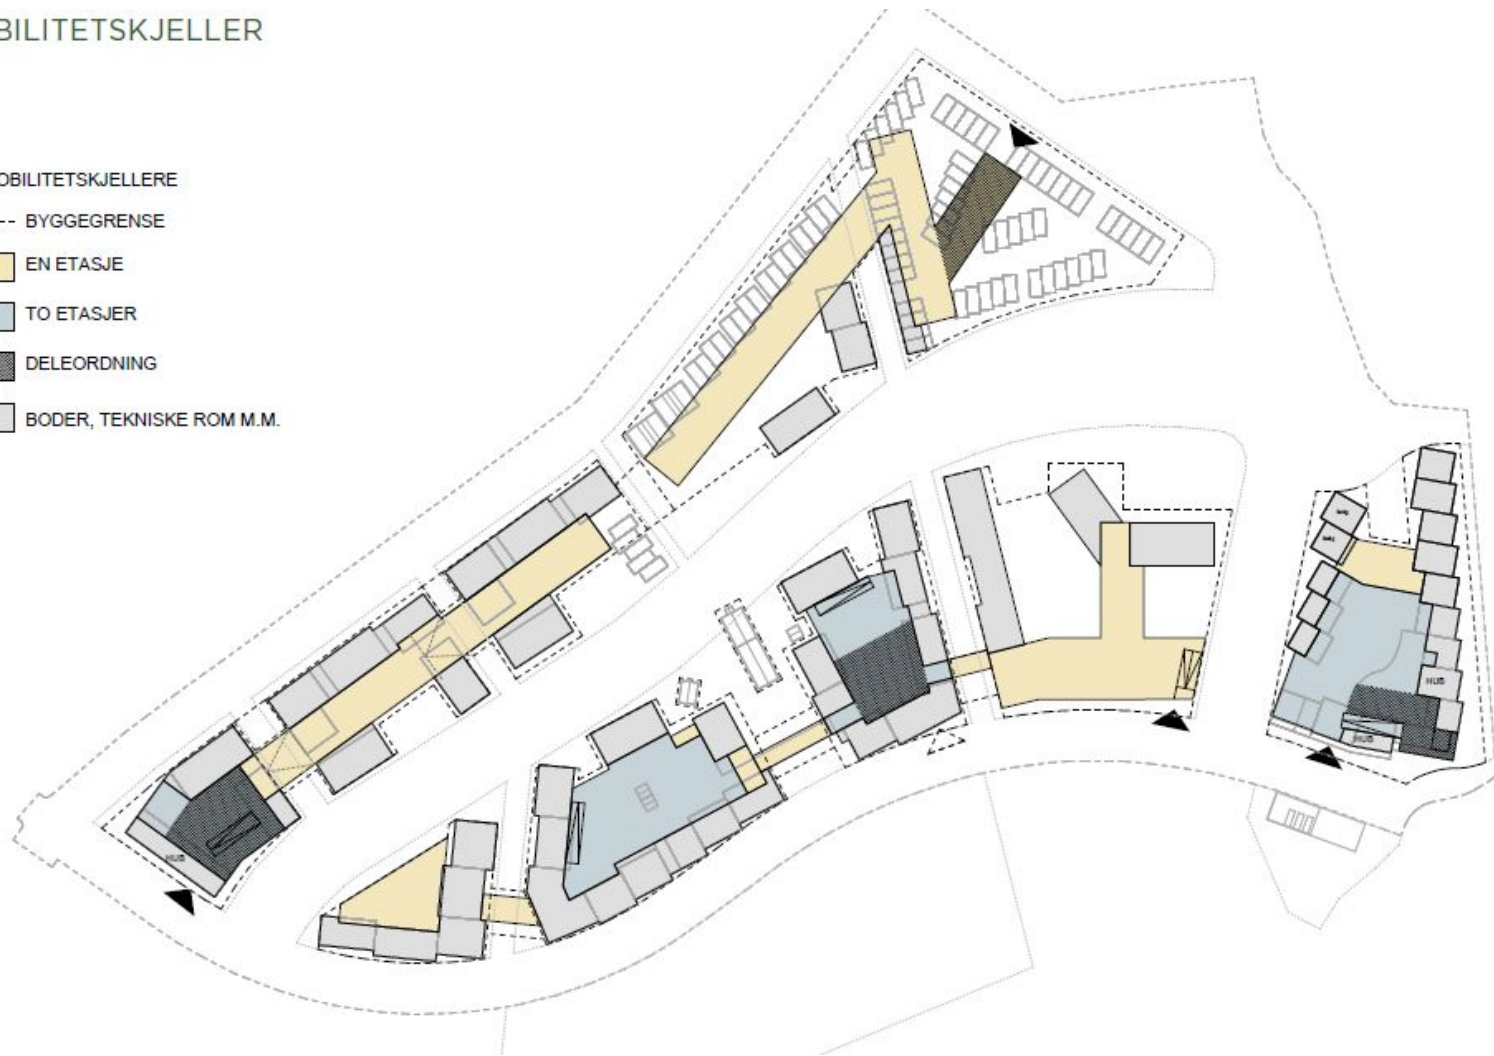 BILITETSKJELLER
OBILITETSKJELLERE
BYGGEGRENSE
EN ETASJE
TO ETASJER
DELEORDNING
BODER, TEKNISKE ROM M.M.
HUB
HUB
HUB